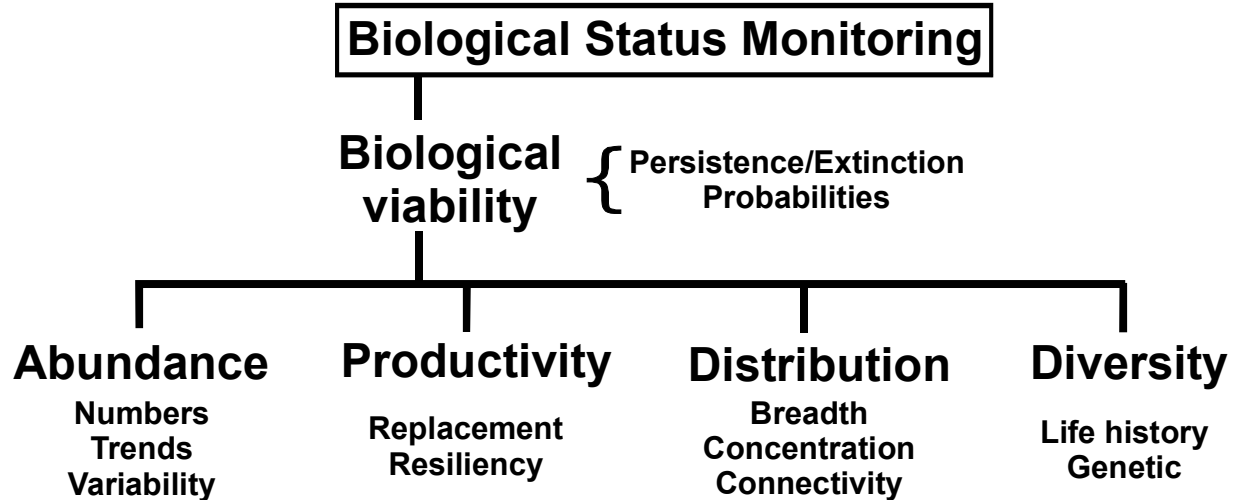 Biological Status Monitoring
Biological
viability
Persistence/Extinction
Probabilities
Abundance
Numbers
Trends
Variability
Productivity
Replacement
Resiliency
Distribution
Breadth
Concentration
Connectivity
Diversity
Life history
Genetic